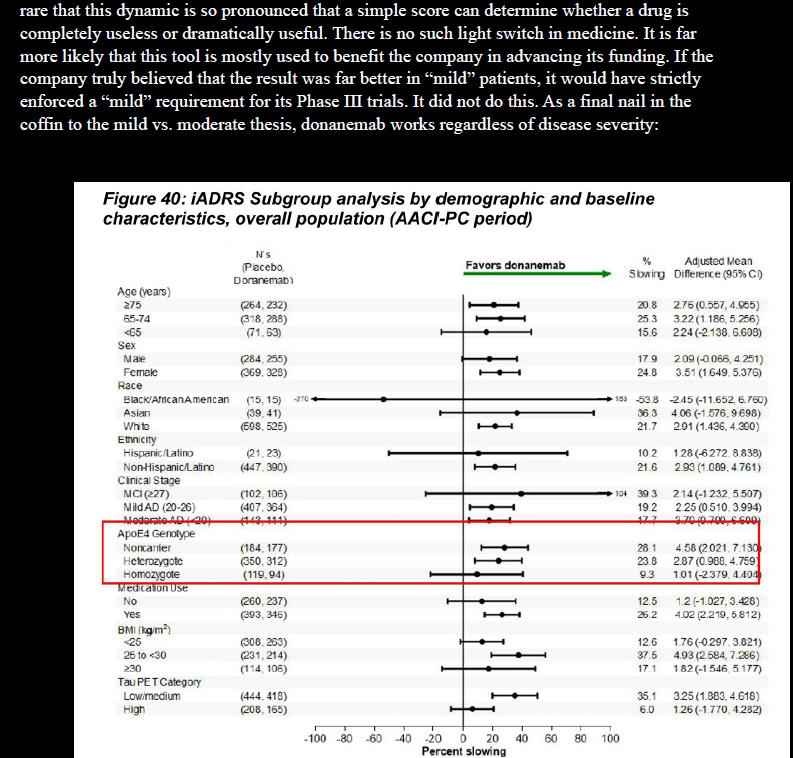 rare that this dynamic is so pronounced that a simple score can determine whether a drug is
completely useless or dramatically useful. There is no such light switch in medicine. It is far
more likely that this tool is mostly used to benefit the company in advancing its funding. If the
company truly believed that the result was far better in “mild” patients, it would have strictly
enforced a “mild” requirement for its Phase III trials. It did not do this. As a final nail in the
coffin to the mild vs. moderate thesis, donanemab works regardless of disease severity:
Figure 40: iADRS Subgroup analysis by demographic and baseline
characteristics, overall population (AACI-PC period)
N's
(Placebo, Favors donanemab % Adjusted Mean
Donanemab) Slowing Difference (95% CI)
Age (years)
≥75 (264, 232) 20.8 2.76 (0.557, 4.955)
65-74 (318, 288) 25.3 3.22 (1.186, 5.256)
<65 (71, 63) 15.6 2.24 (-2.138, 6.608)
Sex
Male (284, 255) 17.9 2.09 (-0.066, 4.251)
Female (369, 328) 24.8 3.51 (1.649, 5.376)
Race
Black/African American (15, 15) -270 163 -53.8 -2.45 (-11.652, 6.760)
Asian (39, 41) 36.3 4.06 (-1.576, 9.698)
White (598, 525) 21.7 2.91 (1.436, 4.390)
Ethnicity
Hispanic/Latino (21, 23) 10.2 1.28 (-6.272, 8.838)
Non-Hispanic/Latino (447, 390) 21.6 2.93 (1.089, 4.761)
Clinical Stage
MCI (≥27) (102, 106) 104 39.3 2.14 (-1.232, 5.507)
Mild AD (20-26) (407, 364) 19.2 2.25 (0.510, 3.994)
Moderate AD (<20) 17.7
ApoE4 Genotype
Noncarrier (184, 177) 28.1 4.58 (2.021, 7.130)
Heterozygote (350, 312) 23.8 2.87 (0.988, 4.759)
Homozygote (119, 94) 9.3 1.01 (-2.379, 4.404)
Medication Use
No (260, 237) 12.5 1.2 (-1.027, 3.428)
Yes (393, 346) 26.2 4.02 (2.219, 5.812)
BMI (kg/m²)
<25 (308, 263) 12.6 1.76 (-0.297, 3.821)
25 to <30 (231, 214) 37.5 4.93 (2.584, 7.286)
≥30 (114, 106) 17.1 1.82 (-1.546, 5.177)
Tau PET Category
Low/medium (444, 418) 35.1 3.25 (1.883, 4.618)
High (208, 165) 6.0 1.26 (-1.770, 4.282)
-100 -80 -60 -40 -20 0 20 40 60 80 100
Percent slowing